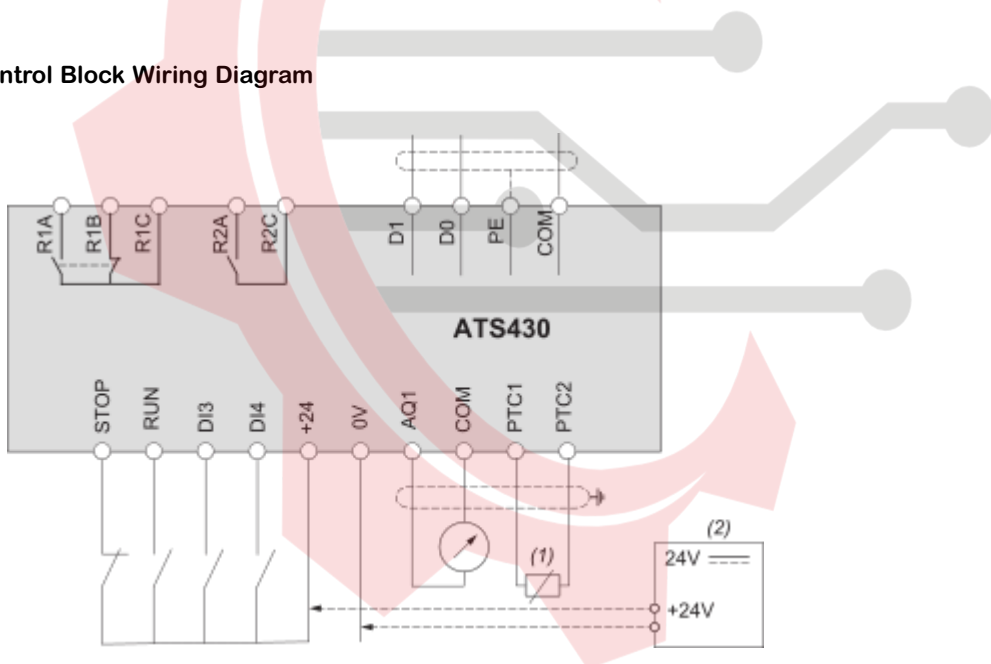 ntrol Block Wiring Diagram
R1A R1B R1C R2A R2C D1 D0 PE COM
ATS430
STOP RUN DI3 DI4 +24 0V AQ1 COM PTC1 PTC2
(1)
(2)
24V
+24V